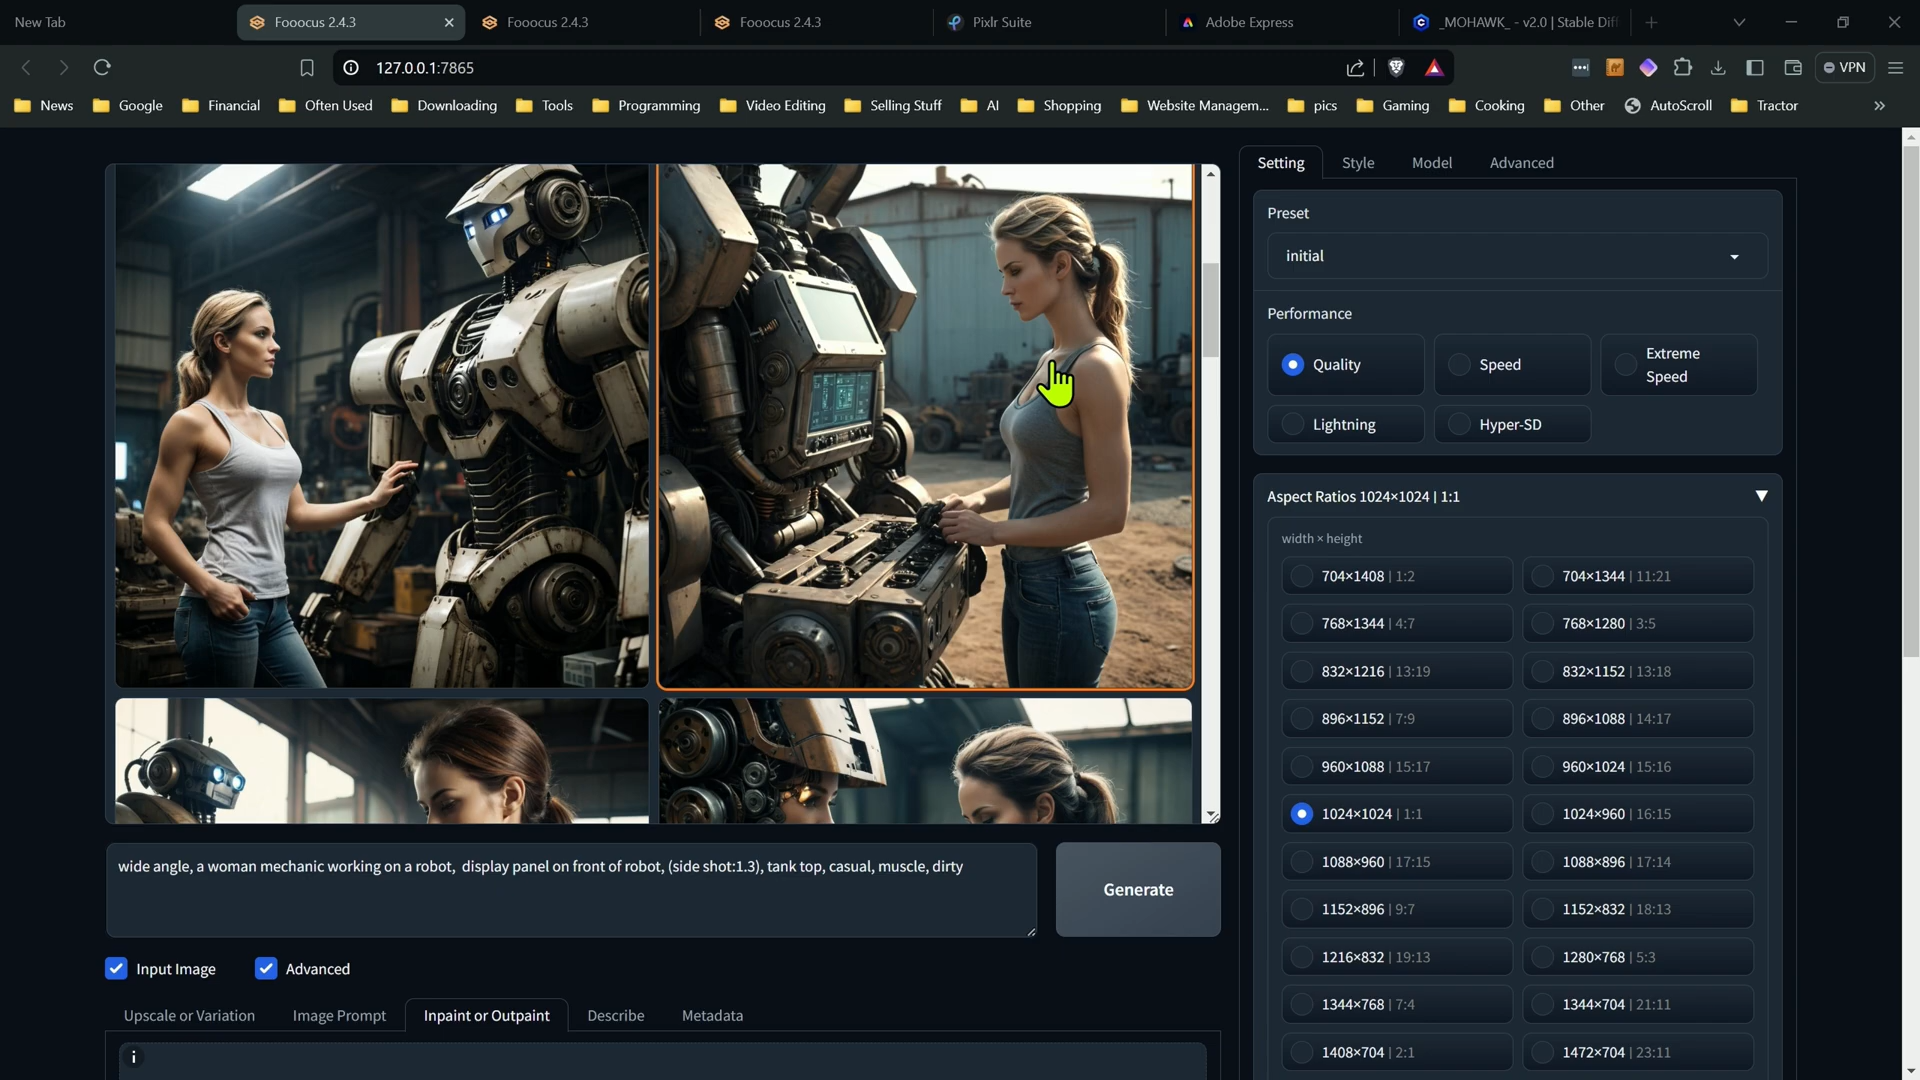 New Tab
Fooocus 2.4.3
Fooocus 2.4.3
Fooocus 2.4.3
Pixlr Suite
Adobe Express
_MOHAWK_ - v2.0 | Stable Diff
127.0.0.1:7865
VPN
News
Google
Financial
Often Used
Downloading
Tools
Programming
Video Editing
Selling Stuff
AI
Shopping
Website Managem...
pics
Gaming
Cooking
Other
AutoScroll
Tractor
Setting
Style
Model
Advanced
Preset
initial
Performance
Quality
Speed
Extreme
Speed
Lightning
Hyper-SD
Aspect Ratios 1024×1024 | 1:1
width × height
704×1408 | 1:2
704×1344 | 11:21
768×1344 | 4:7
768×1280 | 3:5
832×1216 | 13:19
832×1152 | 13:18
896×1152 | 7:9
896×1088 | 14:17
960×1088 | 15:17
960×1024 | 15:16
1024×1024 | 1:1
1024×960 | 16:15
1088×960 | 17:15
1088×896 | 17:14
1152×896 | 9:7
1152×832 | 18:13
1216×832 | 19:13
1280×768 | 5:3
1344×768 | 7:4
1344×704 | 21:11
1408×704 | 2:1
1472×704 | 23:11
wide angle, a woman mechanic working on a robot,  display panel on front of robot, (side shot:1.3), tank top, casual, muscle, dirty
Generate
Input Image
Advanced
Upscale or Variation
Image Prompt
Inpaint or Outpaint
Describe
Metadata